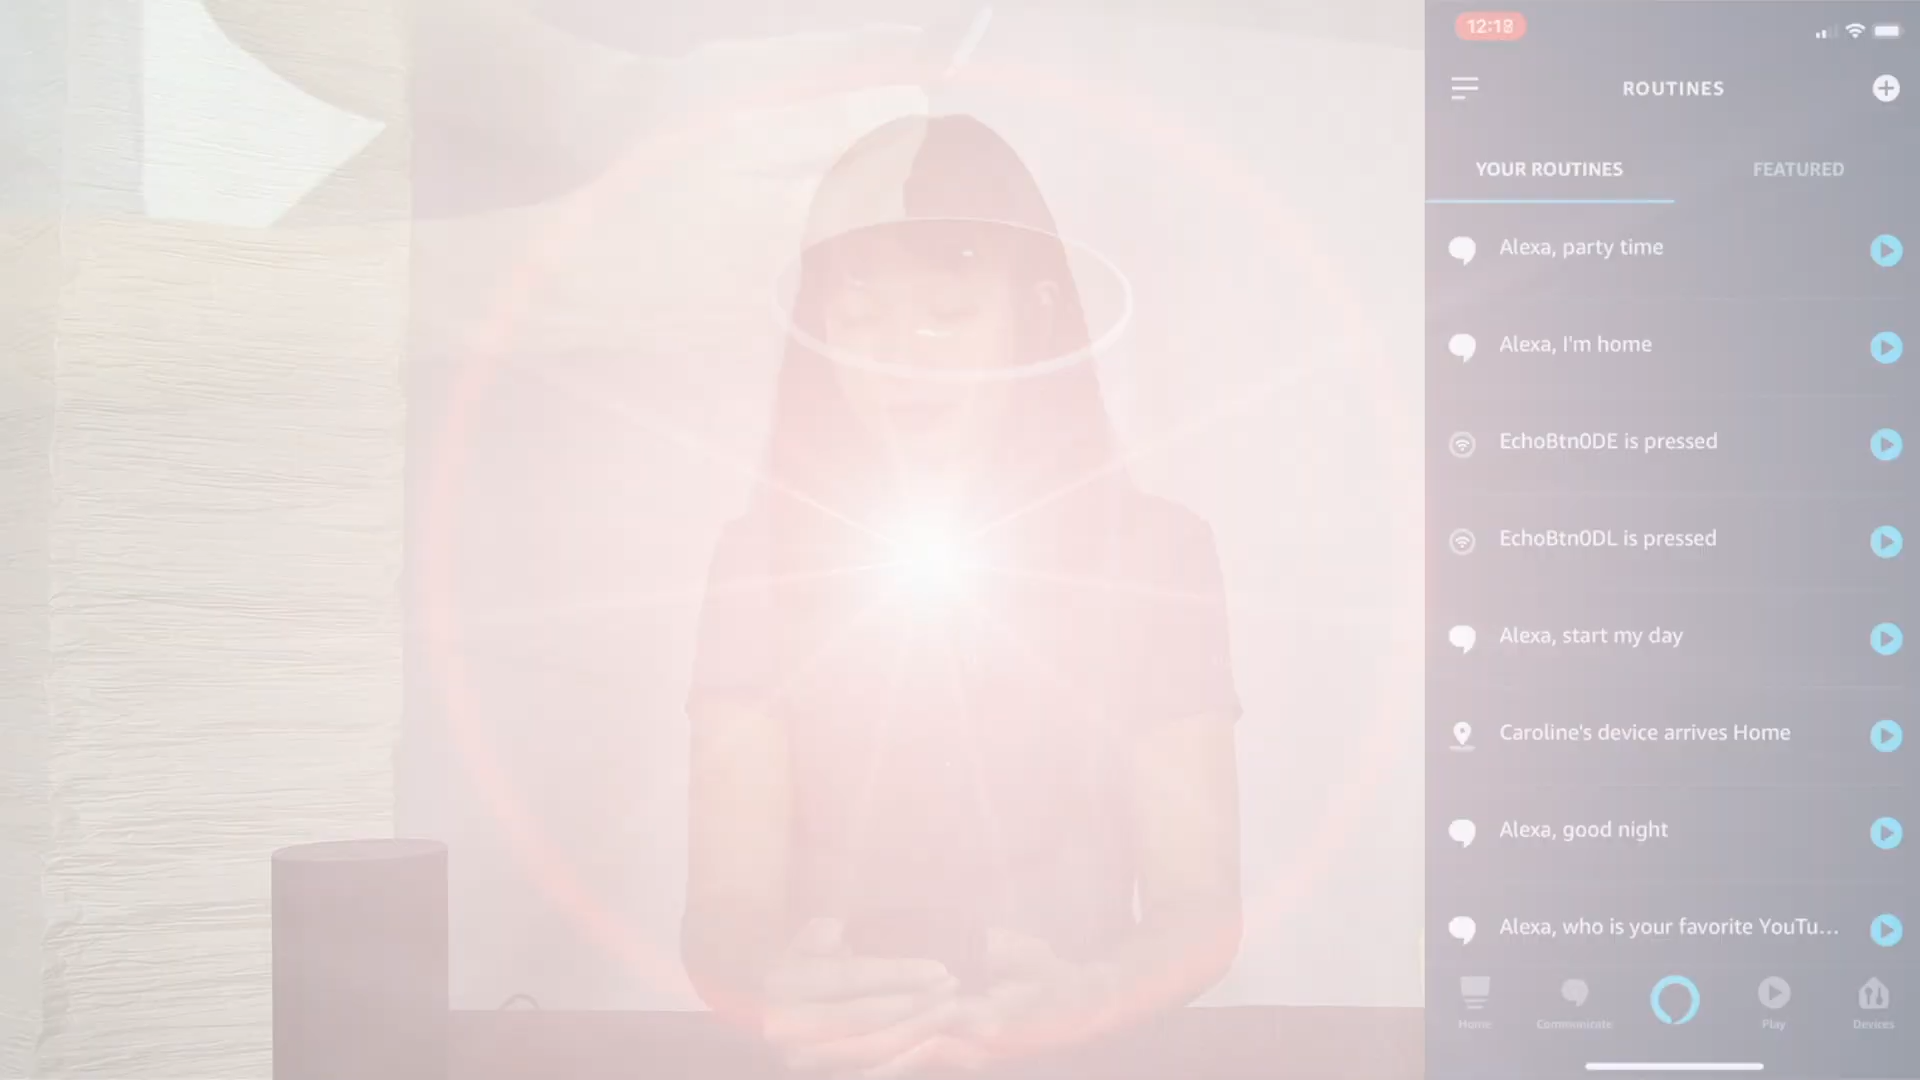 12:18
ROUTINES
YOUR ROUTINES
FEATURED
Alexa, party time
Alexa, I'm home
EchoBtn0DE is pressed
EchoBtn0DL is pressed
Alexa, start my day
Caroline's device arrives Home
Alexa, good night
Alexa, who is your favorite YouTu...
Home
Communicate
Play
Devices